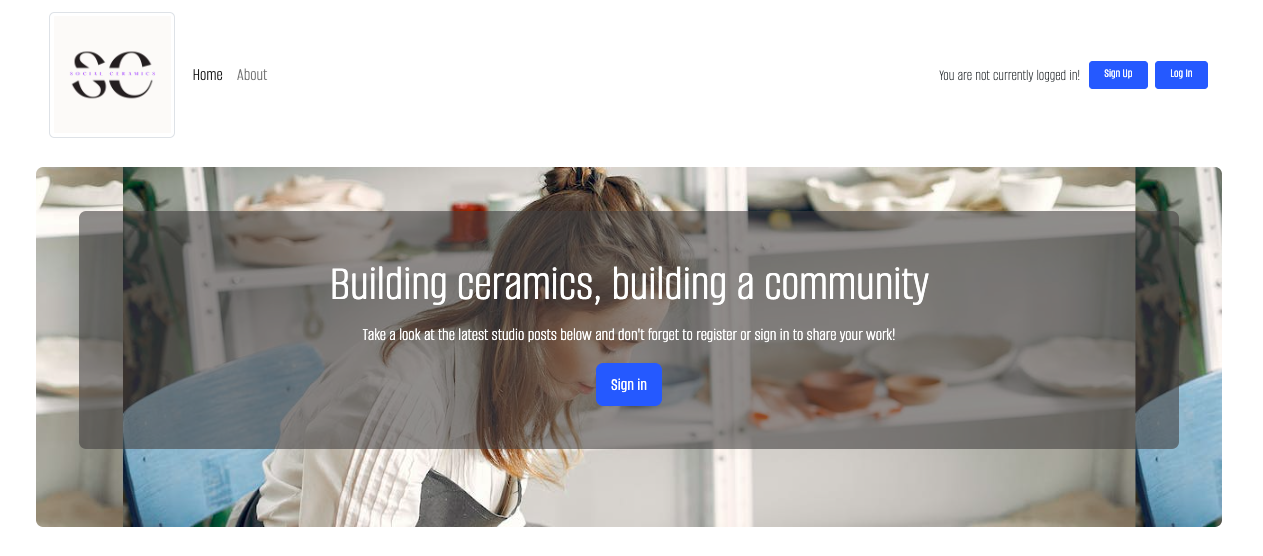 SC
SOCIAL CERAMICS
Home About
You are not currently logged in! Sign Up Log In
Building ceramics, building a community
Take a look at the latest studio posts below and don't forget to register or sign in to share your work!
Sign in